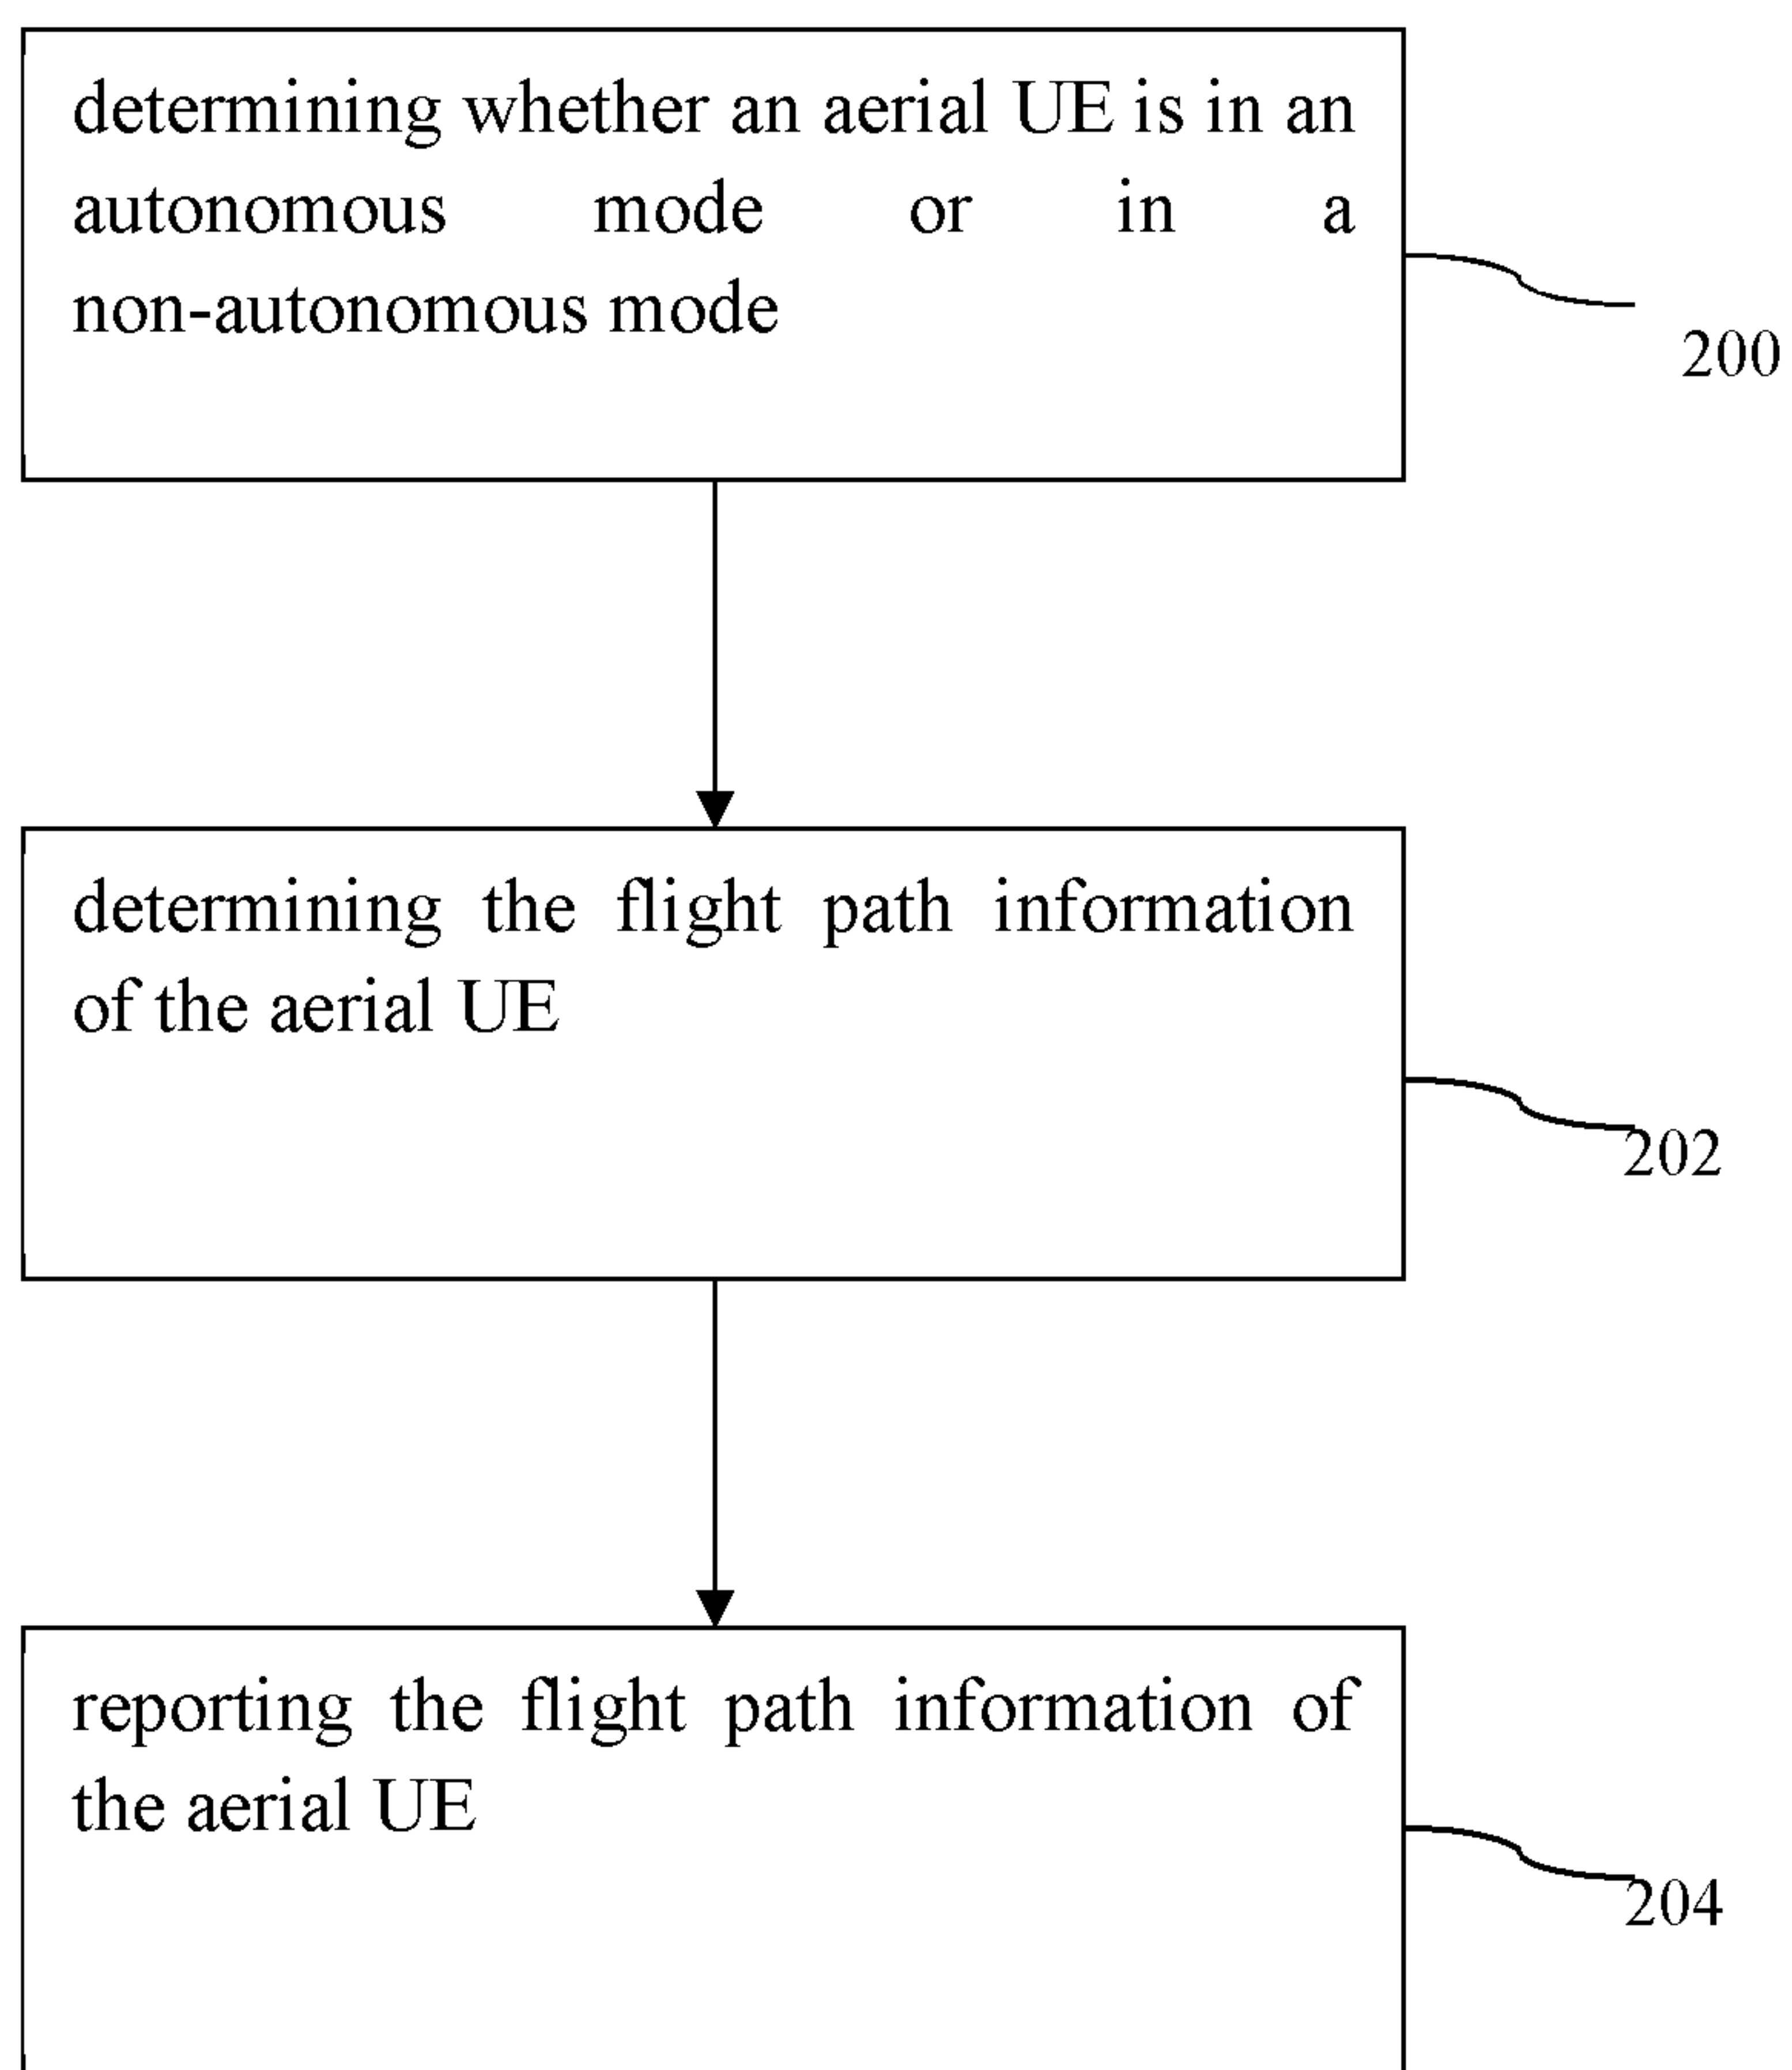 determining whether an aerial UE is in an
autonomous mode or in a
non-autonomous mode
200
determining the flight path information
of the aerial UE
202
reporting the flight path information of
the aerial UE
204